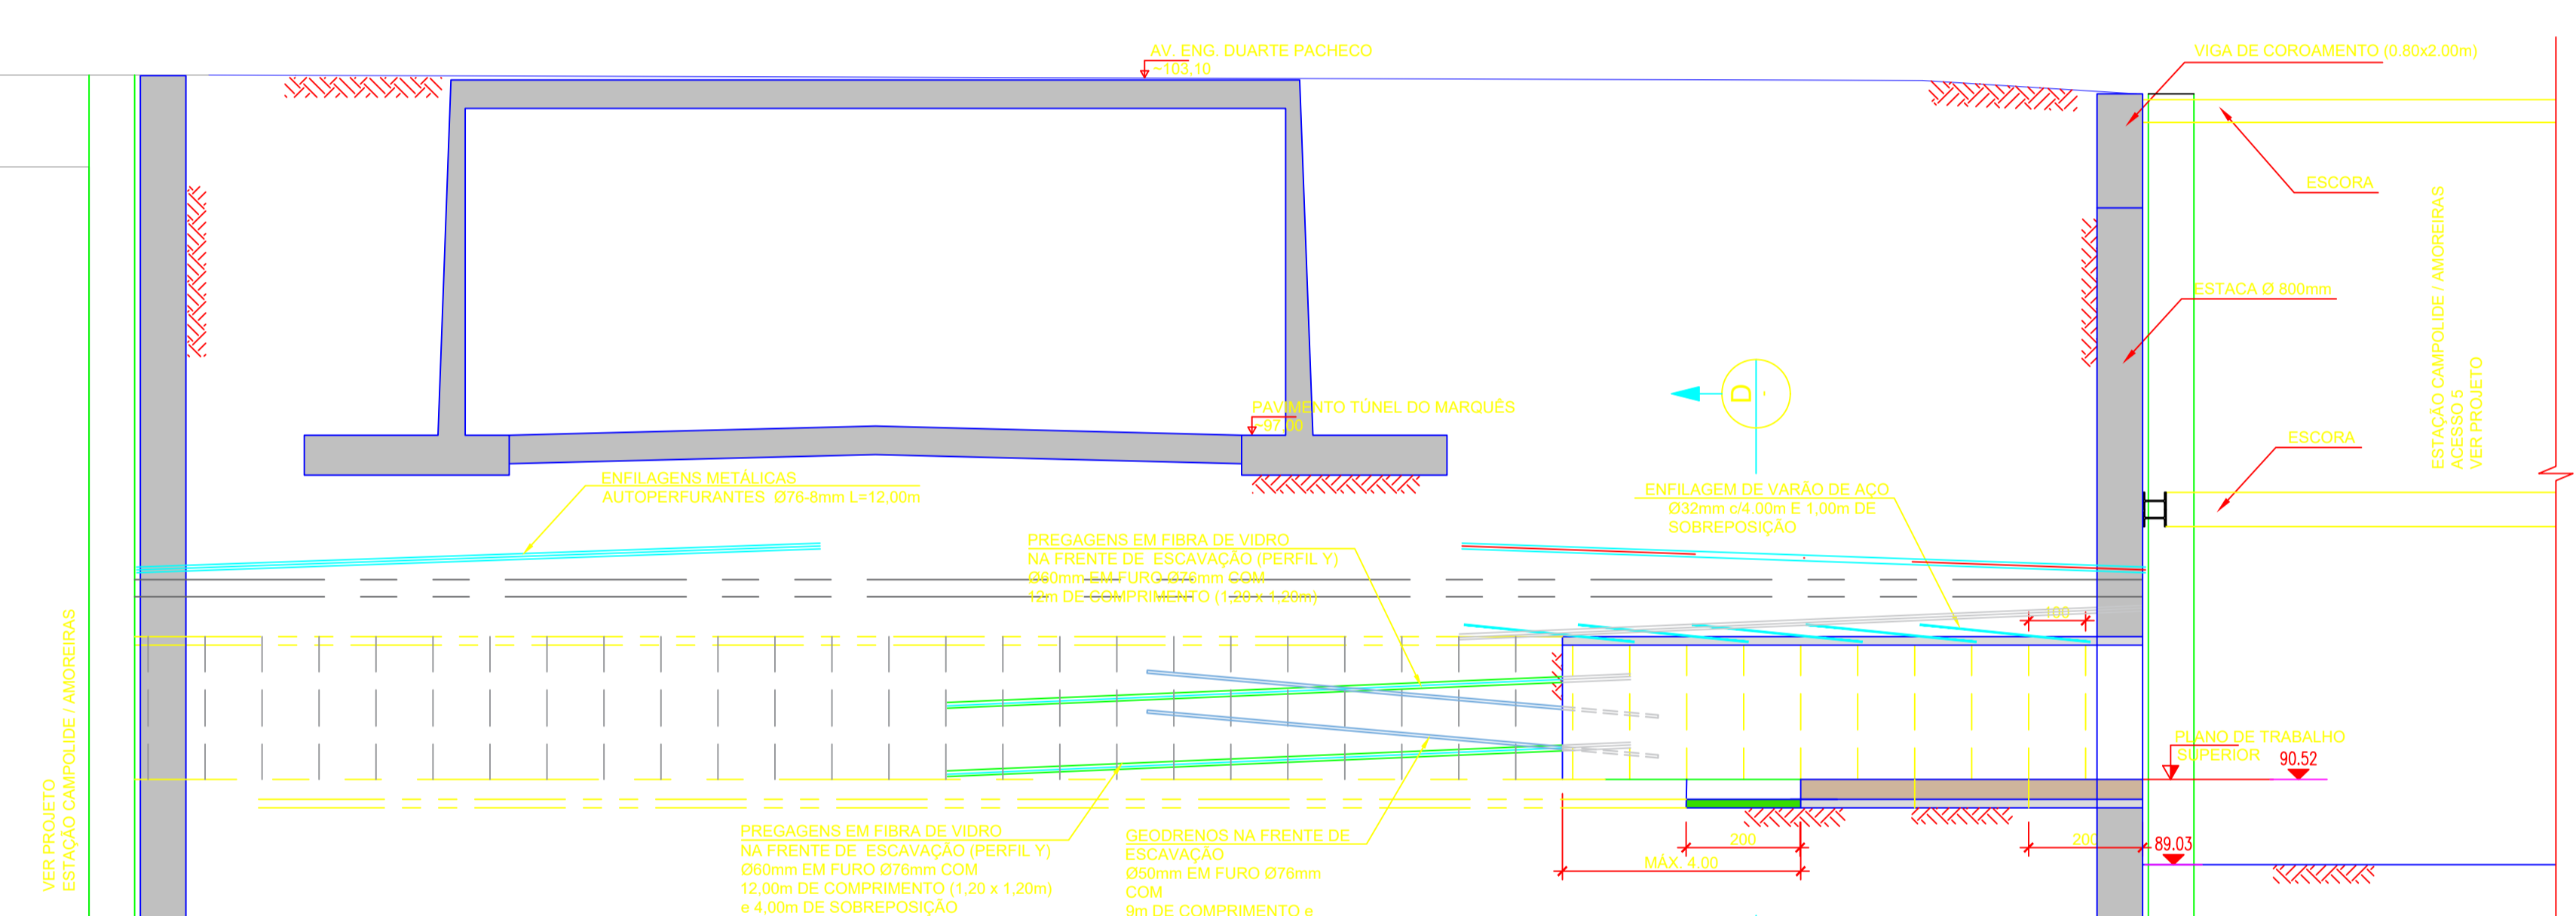 AV. ENG. DUARTE PACHECO
~103,10
VIGA DE COROAMENTO (0.80x2.00m)
ESCORA
ESTAÇÃO CAMPOLIDE / AMOREIRAS
ACESSO 5
VER PROJETO
ESTACA Ø 800mm
D
-
PAVIMENTO TÚNEL DO MARQUÊS
~97,00
ESCORA
ENFILAGENS METÁLICAS
AUTOPERFURANTES Ø76-8mm L=12,00m
ENFILAGEM DE VARÃO DE AÇO
Ø32mm c/4.00m E 1,00m DE
SOBREPOSIÇÃO
PREGAGENS EM FIBRA DE VIDRO
NA FRENTE DE ESCAVAÇÃO (PERFIL Y)
Ø60mm EM FURO Ø76mm COM
12m DE COMPRIMENTO (1,20 x 1,20m)
100
VER PROJETO
ESTAÇÃO CAMPOLIDE / AMOREIRAS
PLANO DE TRABALHO
SUPERIOR
90.52
PREGAGENS EM FIBRA DE VIDRO
NA FRENTE DE ESCAVAÇÃO (PERFIL Y)
Ø60mm EM FURO Ø76mm COM
12,00m DE COMPRIMENTO (1,20 x 1,20m)
e 4,00m DE SOBREPOSIÇÃO
GEODRENOS NA FRENTE DE
ESCAVAÇÃO
Ø50mm EM FURO Ø76mm
COM
9m DE COMPRIMENTO e
200
MÁX. 4.00
200
89.03